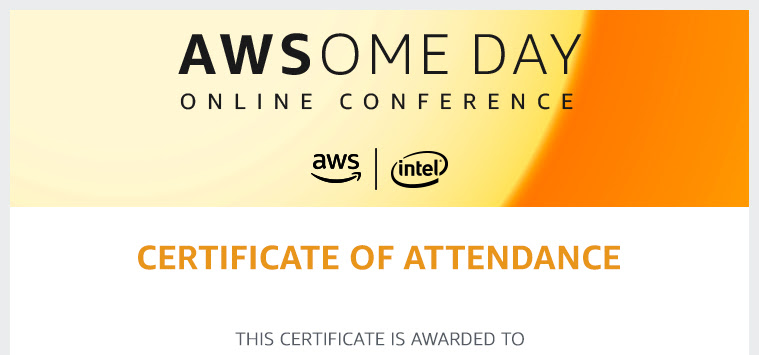 AWSOME DAY
ONLINE CONFERENCE
aws | intel
CERTIFICATE OF ATTENDANCE
THIS CERTIFICATE IS AWARDED TO